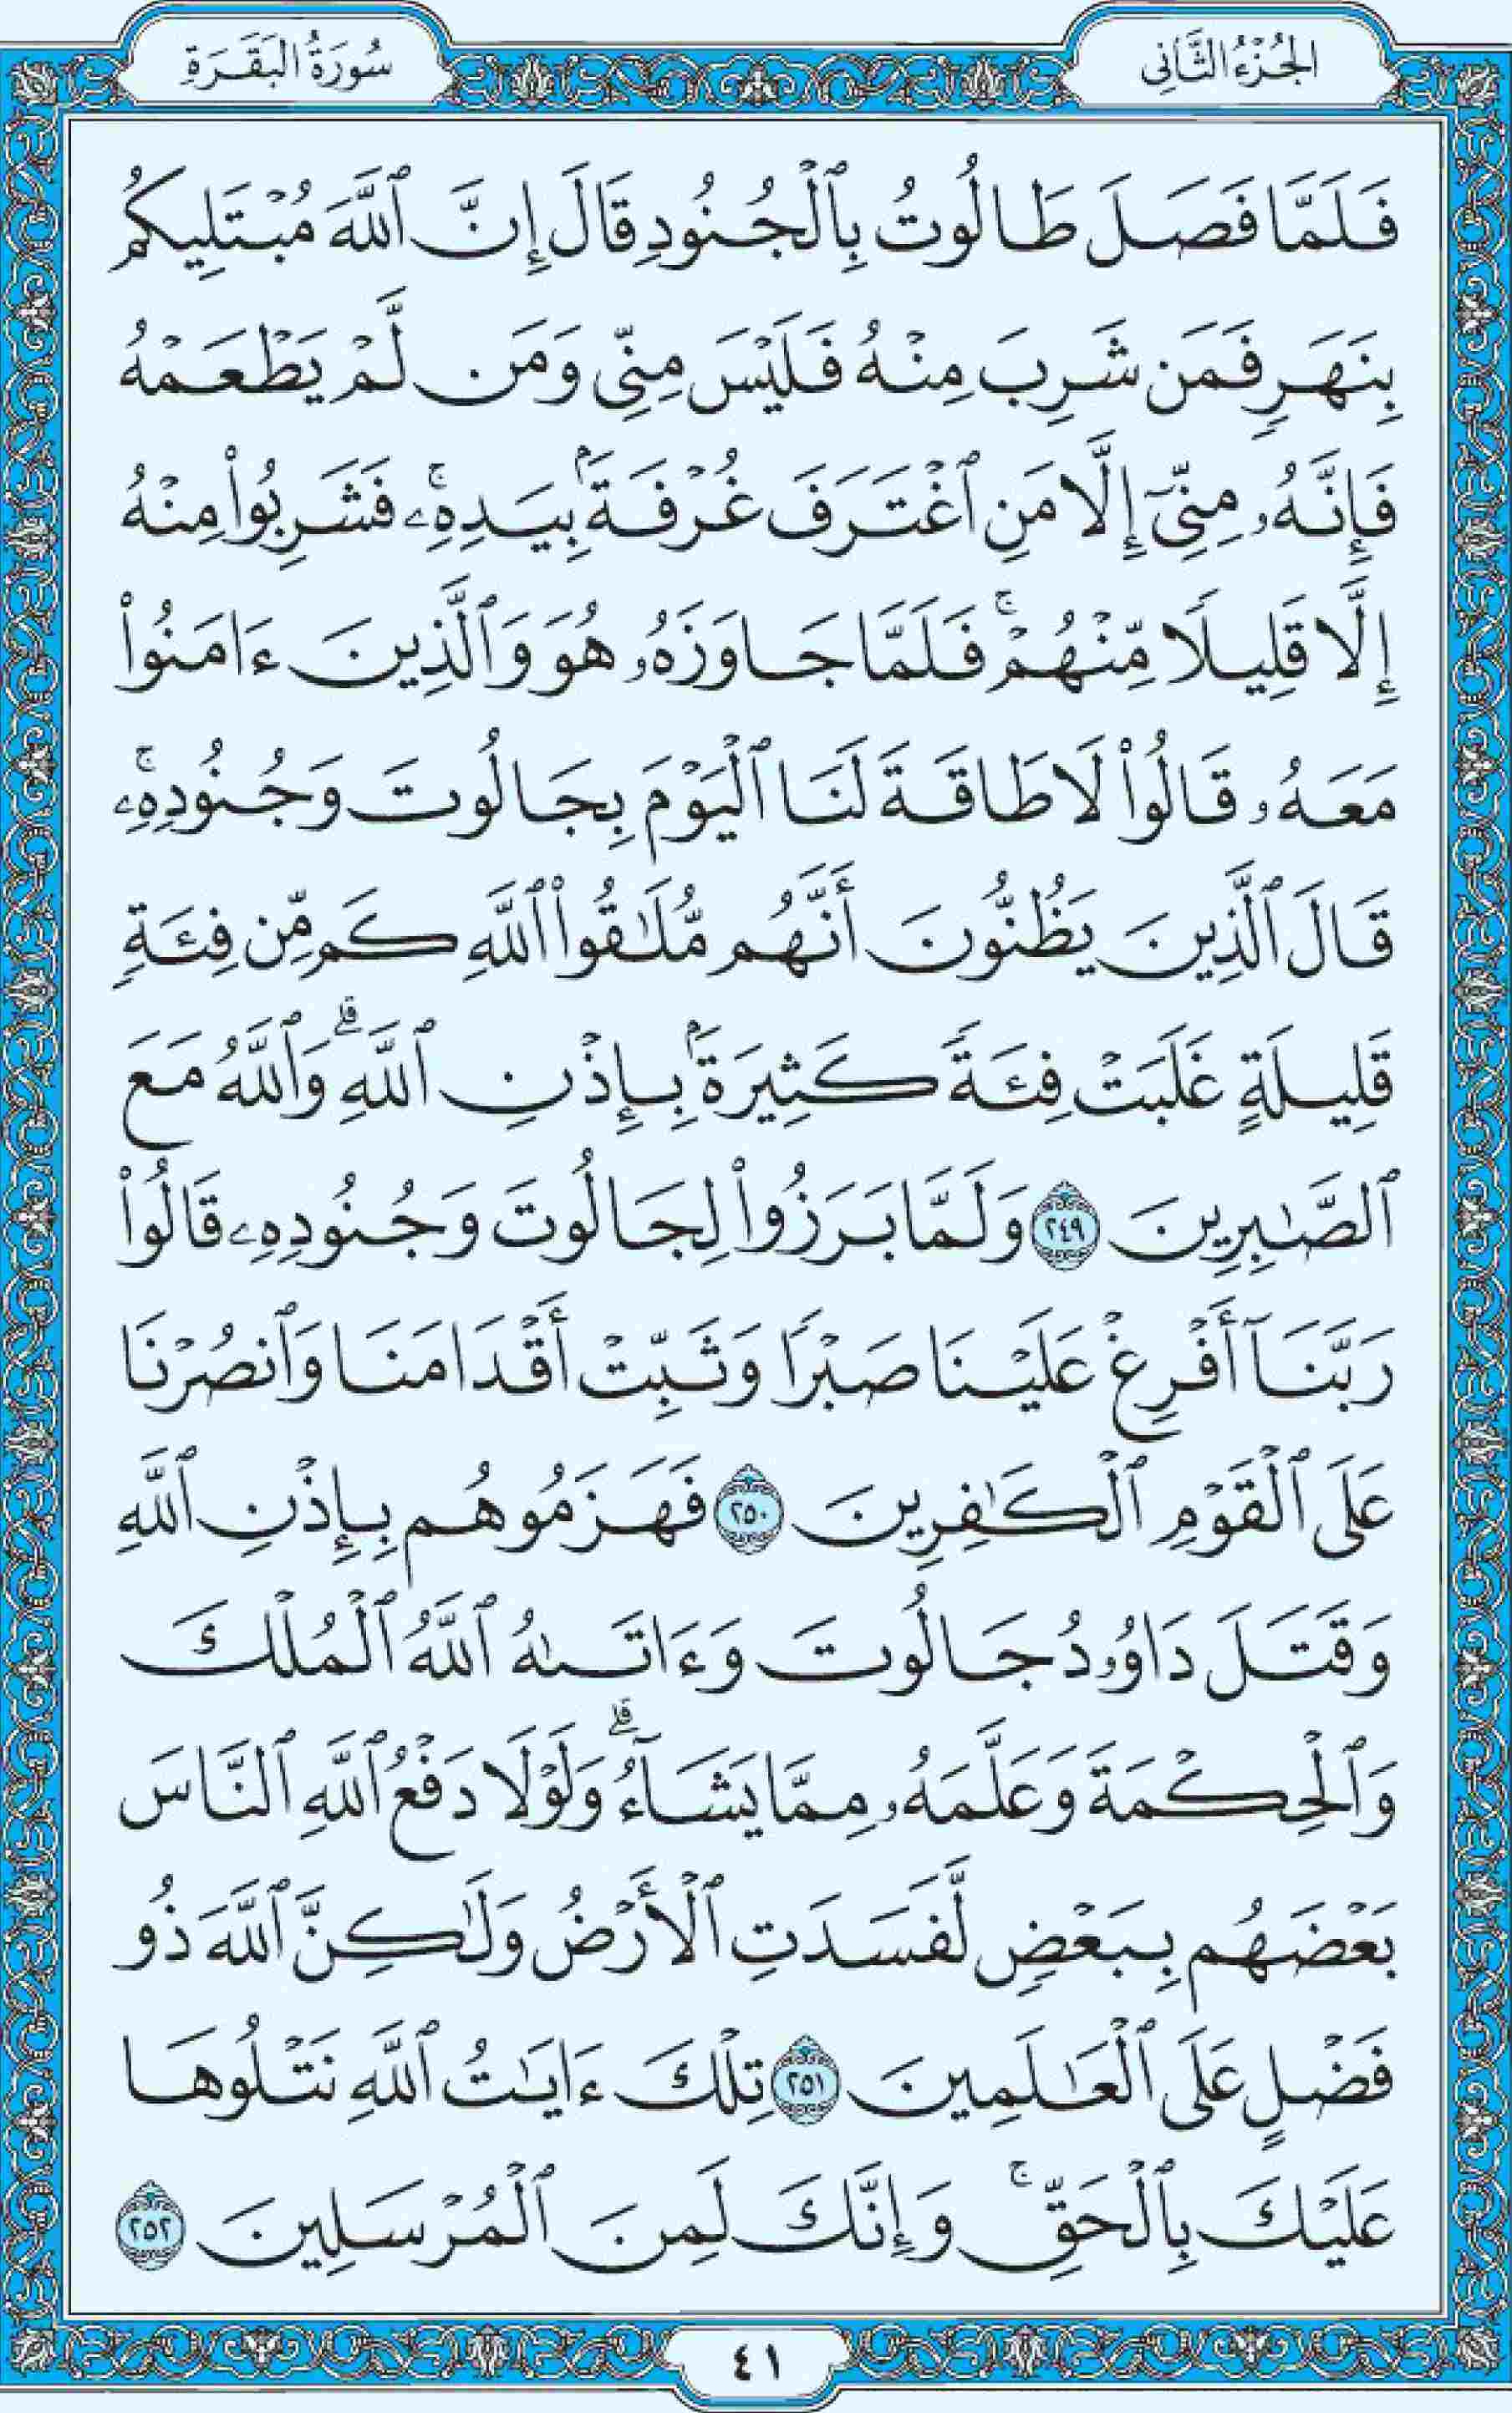 الجُزْءُ الثَّانِي
سُورَةُ البَقَرَةِ
فَلَمَّا فَصَلَ طَالُوتُ بِٱلْجُنُودِ قَالَ إِنَّ ٱللَّهَ مُبْتَلِيكُم
بِنَهَرٍ فَمَن شَرِبَ مِنْهُ فَلَيْسَ مِنِّى وَمَن لَّمْ يَطْعَمْهُ
فَإِنَّهُۥ مِنِّىٓ إِلَّا مَنِ ٱغْتَرَفَ غُرْفَةًۢ بِيَدِهِۦۚ فَشَرِبُوا۟ مِنْهُ
إِلَّا قَلِيلًا مِّنْهُمْۚ فَلَمَّا جَاوَزَهُۥ هُوَ وَٱلَّذِينَ ءَامَنُوا۟
مَعَهُۥ قَالُوا۟ لَا طَاقَةَ لَنَا ٱلْيَوْمَ بِجَالُوتَ وَجُنُودِهِۦۚ
قَالَ ٱلَّذِينَ يَظُنُّونَ أَنَّهُم مُّلَٰقُوا۟ ٱللَّهِ كَم مِّن فِئَةٍ
قَلِيلَةٍ غَلَبَتْ فِئَةً كَثِيرَةًۢ بِإِذْنِ ٱللَّهِۗ وَٱللَّهُ مَعَ
ٱلصَّٰبِرِينَ ٢٤٩ وَلَمَّا بَرَزُوا۟ لِجَالُوتَ وَجُنُودِهِۦ قَالُوا۟
رَبَّنَآ أَفْرِغْ عَلَيْنَا صَبْرًا وَثَبِّتْ أَقْدَامَنَا وَٱنصُرْنَا
عَلَى ٱلْقَوْمِ ٱلْكَٰفِرِينَ ٢٥٠ فَهَزَمُوهُم بِإِذْنِ ٱللَّهِ
وَقَتَلَ دَاوُۥدُ جَالُوتَ وَءَاتَىٰهُ ٱللَّهُ ٱلْمُلْكَ
وَٱلْحِكْمَةَ وَعَلَّمَهُۥ مِمَّا يَشَآءُۗ وَلَوْلَا دَفْعُ ٱللَّهِ ٱلنَّاسَ
بَعْضَهُم بِبَعْضٍ لَّفَسَدَتِ ٱلْأَرْضُ وَلَٰكِنَّ ٱللَّهَ ذُو
فَضْلٍ عَلَى ٱلْعَٰلَمِينَ ٢٥١ تِلْكَ ءَايَٰتُ ٱللَّهِ نَتْلُوهَا
عَلَيْكَ بِٱلْحَقِّۚ وَإِنَّكَ لَمِنَ ٱلْمُرْسَلِينَ ٢٥٢
٤١